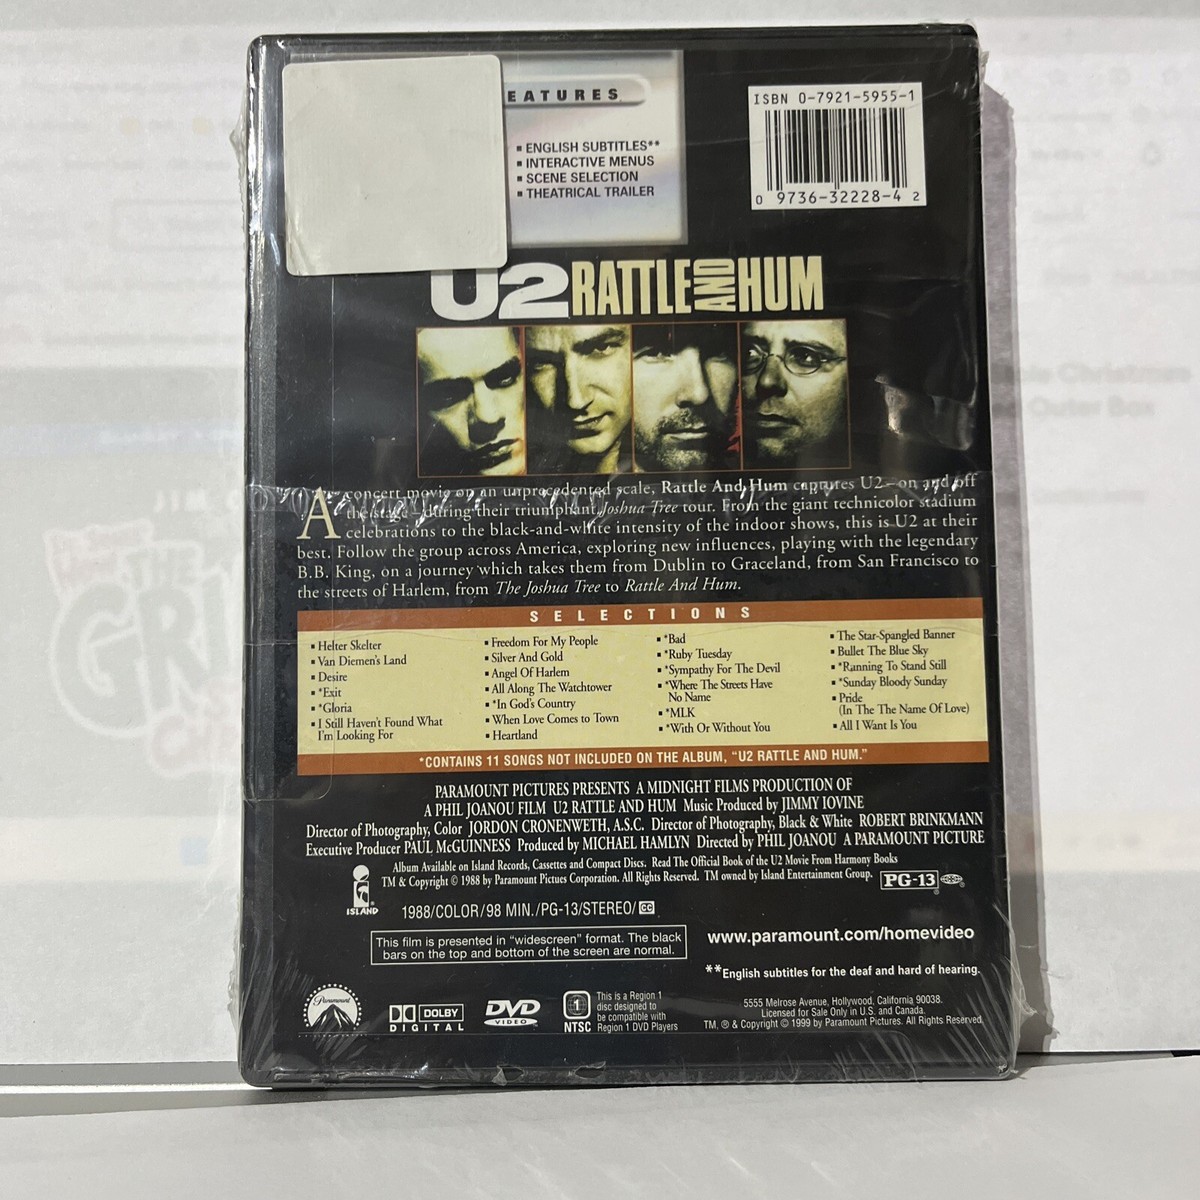 EATURES
▪ ENGLISH SUBTITLES**
▪ INTERACTIVE MENUS
▪ SCENE SELECTION
▪ THEATRICAL TRAILER
ISBN 0-7921-5955-1
0 9736-32228-4 2
U2 RATTLE AND HUM
A concert movie on an unprecedented scale, Rattle And Hum captures U2—on and off
the stage—during their triumphant Joshua Tree tour. From the giant technicolor stadium
celebrations to the black-and-white intensity of the indoor shows, this is U2 at their
best. Follow the group across America, exploring new influences, playing with the legendary
B.B. King, on a journey which takes them from Dublin to Graceland, from San Francisco to
the streets of Harlem, from The Joshua Tree to Rattle And Hum.
SELECTIONS
▪ Helter Skelter
▪ Van Diemen's Land
▪ Desire
▪ *Exit
▪ *Gloria
▪ I Still Haven't Found What
I'm Looking For
▪ Freedom For My People
▪ Silver And Gold
▪ Angel Of Harlem
▪ All Along The Watchtower
▪ *In God's Country
▪ When Love Comes to Town
▪ Heartland
▪ *Bad
▪ *Ruby Tuesday
▪ *Sympathy For The Devil
▪ *Where The Streets Have
No Name
▪ *MLK
▪ *With Or Without You
▪ The Star-Spangled Banner
▪ Bullet The Blue Sky
▪ *Running To Stand Still
▪ *Sunday Bloody Sunday
▪ Pride
(In The The Name Of Love)
▪ All I Want Is You
*CONTAINS 11 SONGS NOT INCLUDED ON THE ALBUM, "U2 RATTLE AND HUM."
PARAMOUNT PICTURES PRESENTS A MIDNIGHT FILMS PRODUCTION OF
A PHIL JOANOU FILM U2 RATTLE AND HUM Music Produced by JIMMY IOVINE
Director of Photography, Color JORDON CRONENWETH, A.S.C. Director of Photography, Black & White ROBERT BRINKMANN
Executive Producer PAUL McGUINNESS Produced by MICHAEL HAMLYN Directed by PHIL JOANOU A PARAMOUNT PICTURE
Album Available on Island Records, Cassettes and Compact Discs. Read The Official Book of the U2 Movie From Harmony Books
TM & Copyright © 1988 by Paramount Pictues Corporation. All Rights Reserved. TM owned by Island Entertainment Group.
PG-13
ISLAND
1988/COLOR/98 MIN./PG-13/STEREO/CC
This film is presented in "widescreen" format. The black
bars on the top and bottom of the screen are normal.
www.paramount.com/homevideo
**English subtitles for the deaf and hard of hearing.
Paramount
DOLBY
DIGITAL
DVD
VIDEO
1
NTSC
This is a Region 1
disc designed to
be compatible with
Region 1 DVD Players
5555 Melrose Avenue, Hollywood, California 90038.
Licensed for Sale Only in U.S. and Canada.
TM, ® & Copyright © 1999 by Paramount Pictures. All Rights Reserved.
Christmas
Outer Box
JIM
THE